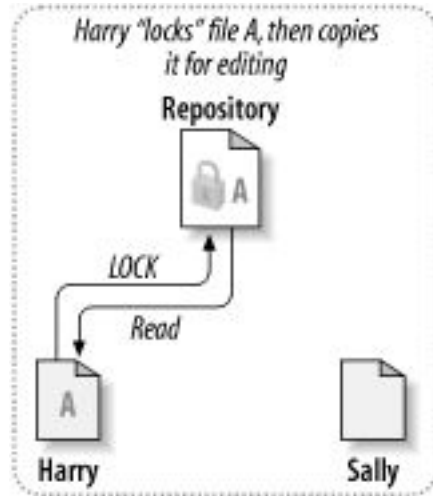 Harry “locks” file A, then copies
it for editing
Repository
A
LOCK
Read
A
Harry
Sally